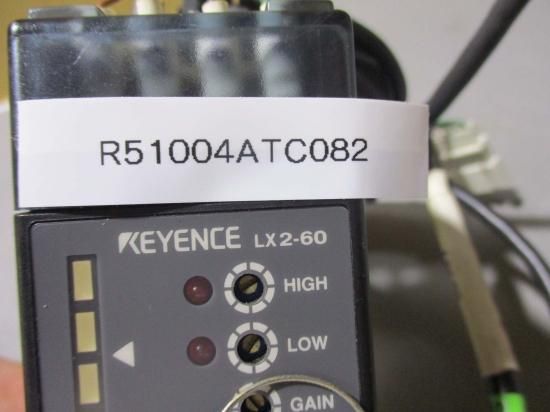 R51004ATC082
KEYENCE LX2-60
HIGH
LOW
GAIN